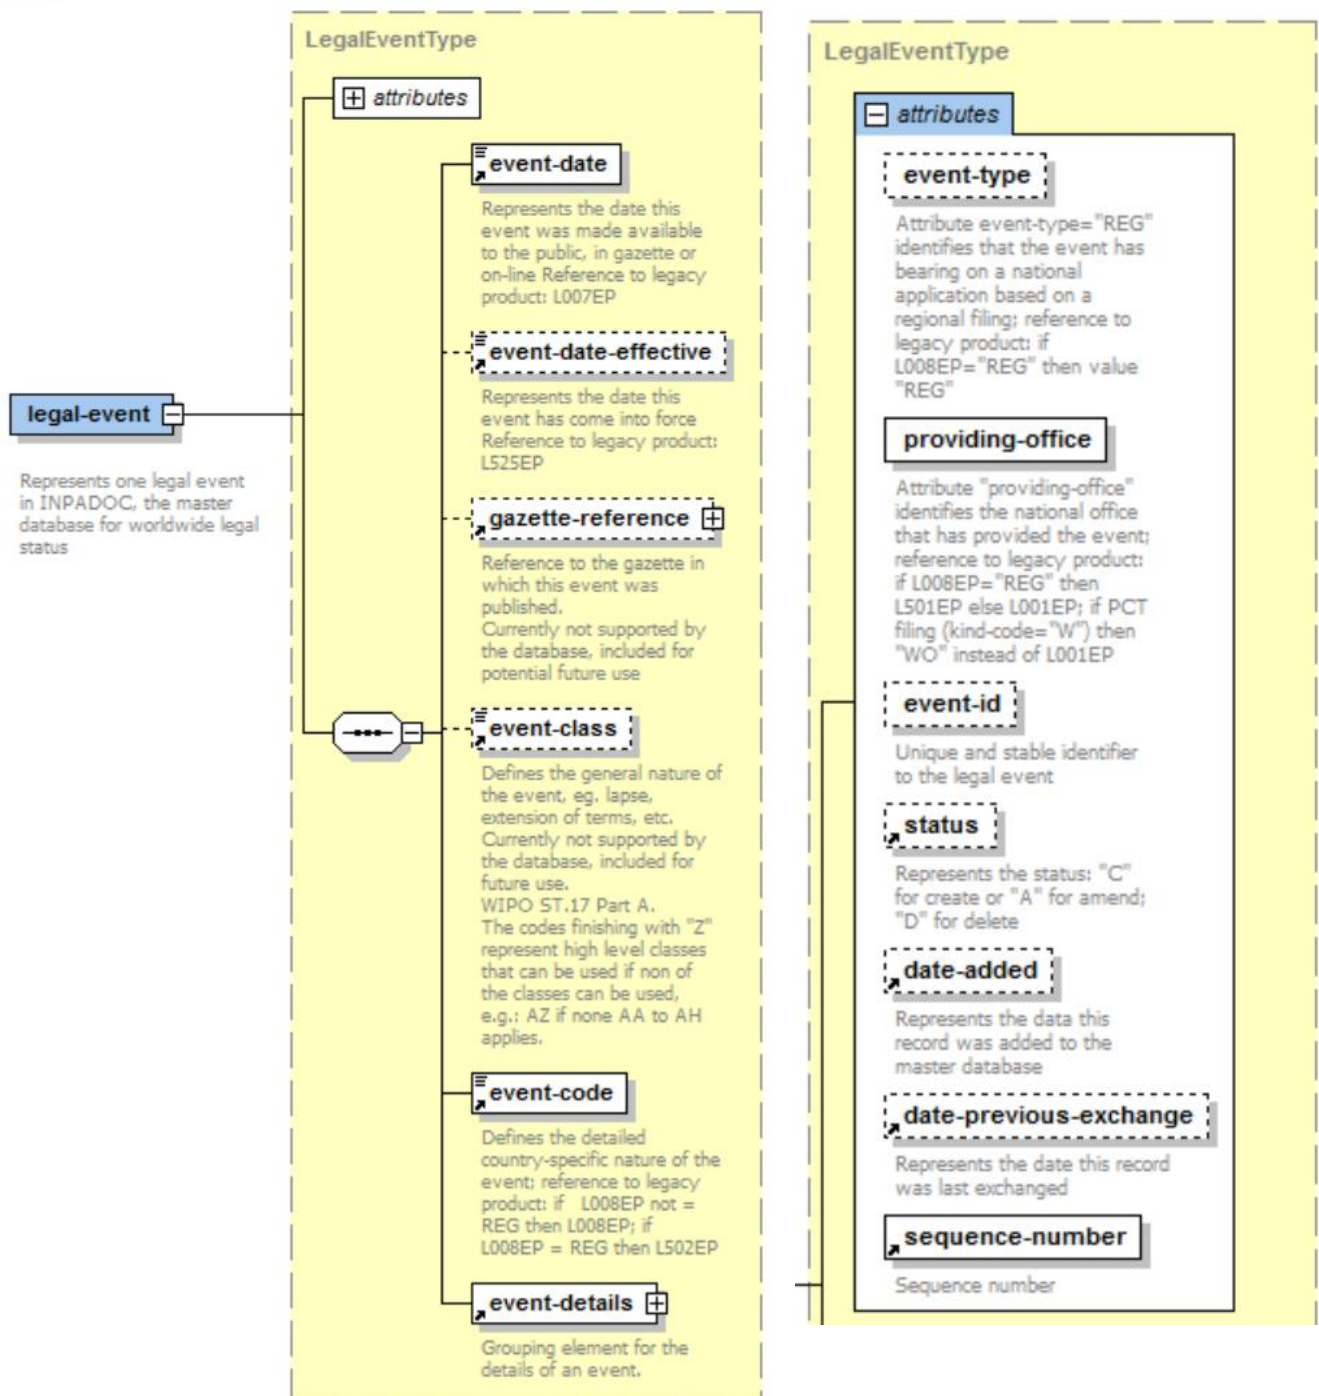 LegalEventType
attributes
event-date
Represents the date this
event was made available
to the public, in gazette or
on-line Reference to legacy
product: L007EP
event-date-effective
Represents the date this
event has come into force
Reference to legacy product:
L525EP
legal-event
Represents one legal event
in INPADOC, the master
database for worldwide legal
status
gazette-reference
Reference to the gazette in
which this event was
published.
Currently not supported by
the database, included for
potential future use
event-class
Defines the general nature of
the event, eg. lapse,
extension of terms, etc.
Currently not supported by
the database, included for
future use.
WIPO ST.17 Part A.
The codes finishing with "Z"
represent high level classes
that can be used if non of
the classes can be used,
e.g.: AZ if none AA to AH
applies.
event-code
Defines the detailed
country-specific nature of the
event; reference to legacy
product: if L008EP not =
REG then L008EP; if
L008EP = REG then L502EP
event-details
Grouping element for the
details of an event.
LegalEventType
attributes
event-type
Attribute event-type="REG"
identifies that the event has
bearing on a national
application based on a
regional filing; reference to
legacy product: if
L008EP="REG" then value
"REG"
providing-office
Attribute "providing-office"
identifies the national office
that has provided the event;
reference to legacy product:
if L008EP="REG" then
L501EP else L001EP; if PCT
filing (kind-code="W") then
"WO" instead of L001EP
event-id
Unique and stable identifier
to the legal event
status
Represents the status: "C"
for create or "A" for amend;
"D" for delete
date-added
Represents the data this
record was added to the
master database
date-previous-exchange
Represents the date this record
was last exchanged
sequence-number
Sequence number